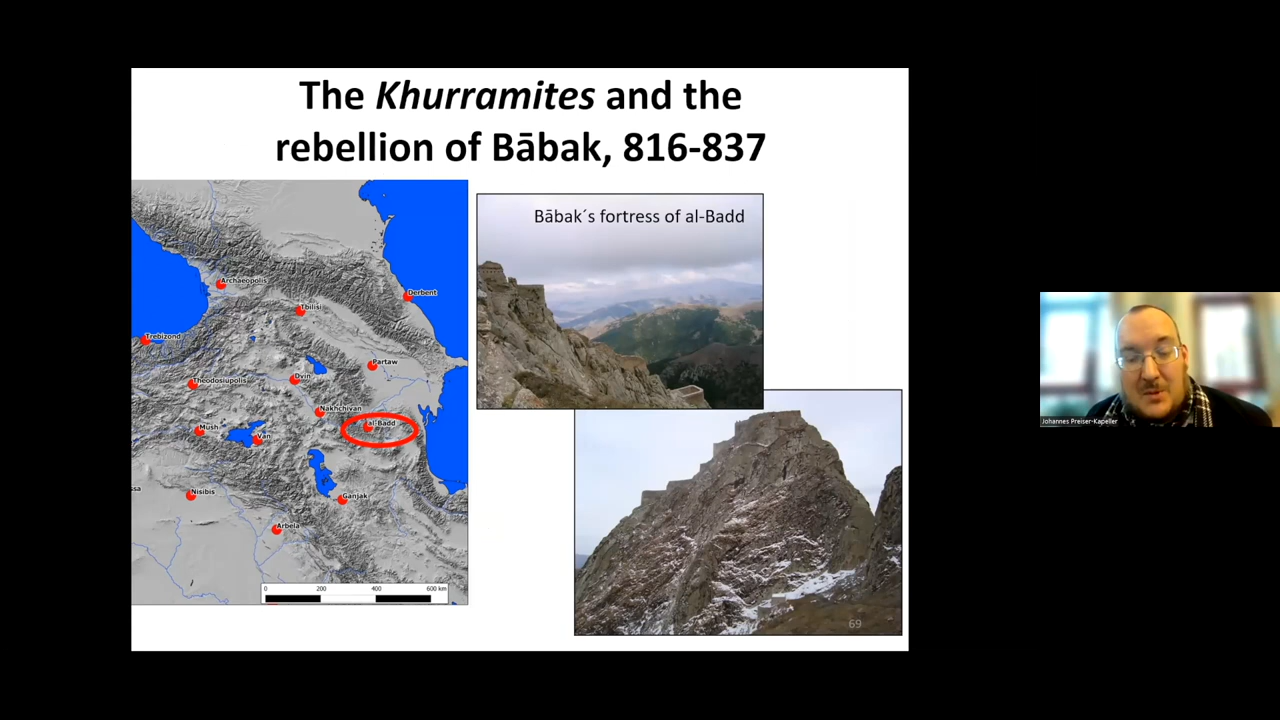 The Khurramites and the
rebellion of Bābak, 816-837
Archaeopolis
Derbent
Tbilisi
Trebizond
Partaw
Dvin
Theodosiupolis
Nakhchivan
al-Badd
Mush
Van
ssa
Nisibis
Ganjak
Arbela
0 200 400 600 km
Bābak´s fortress of al-Badd
69
Johannes Preiser-Kapeller